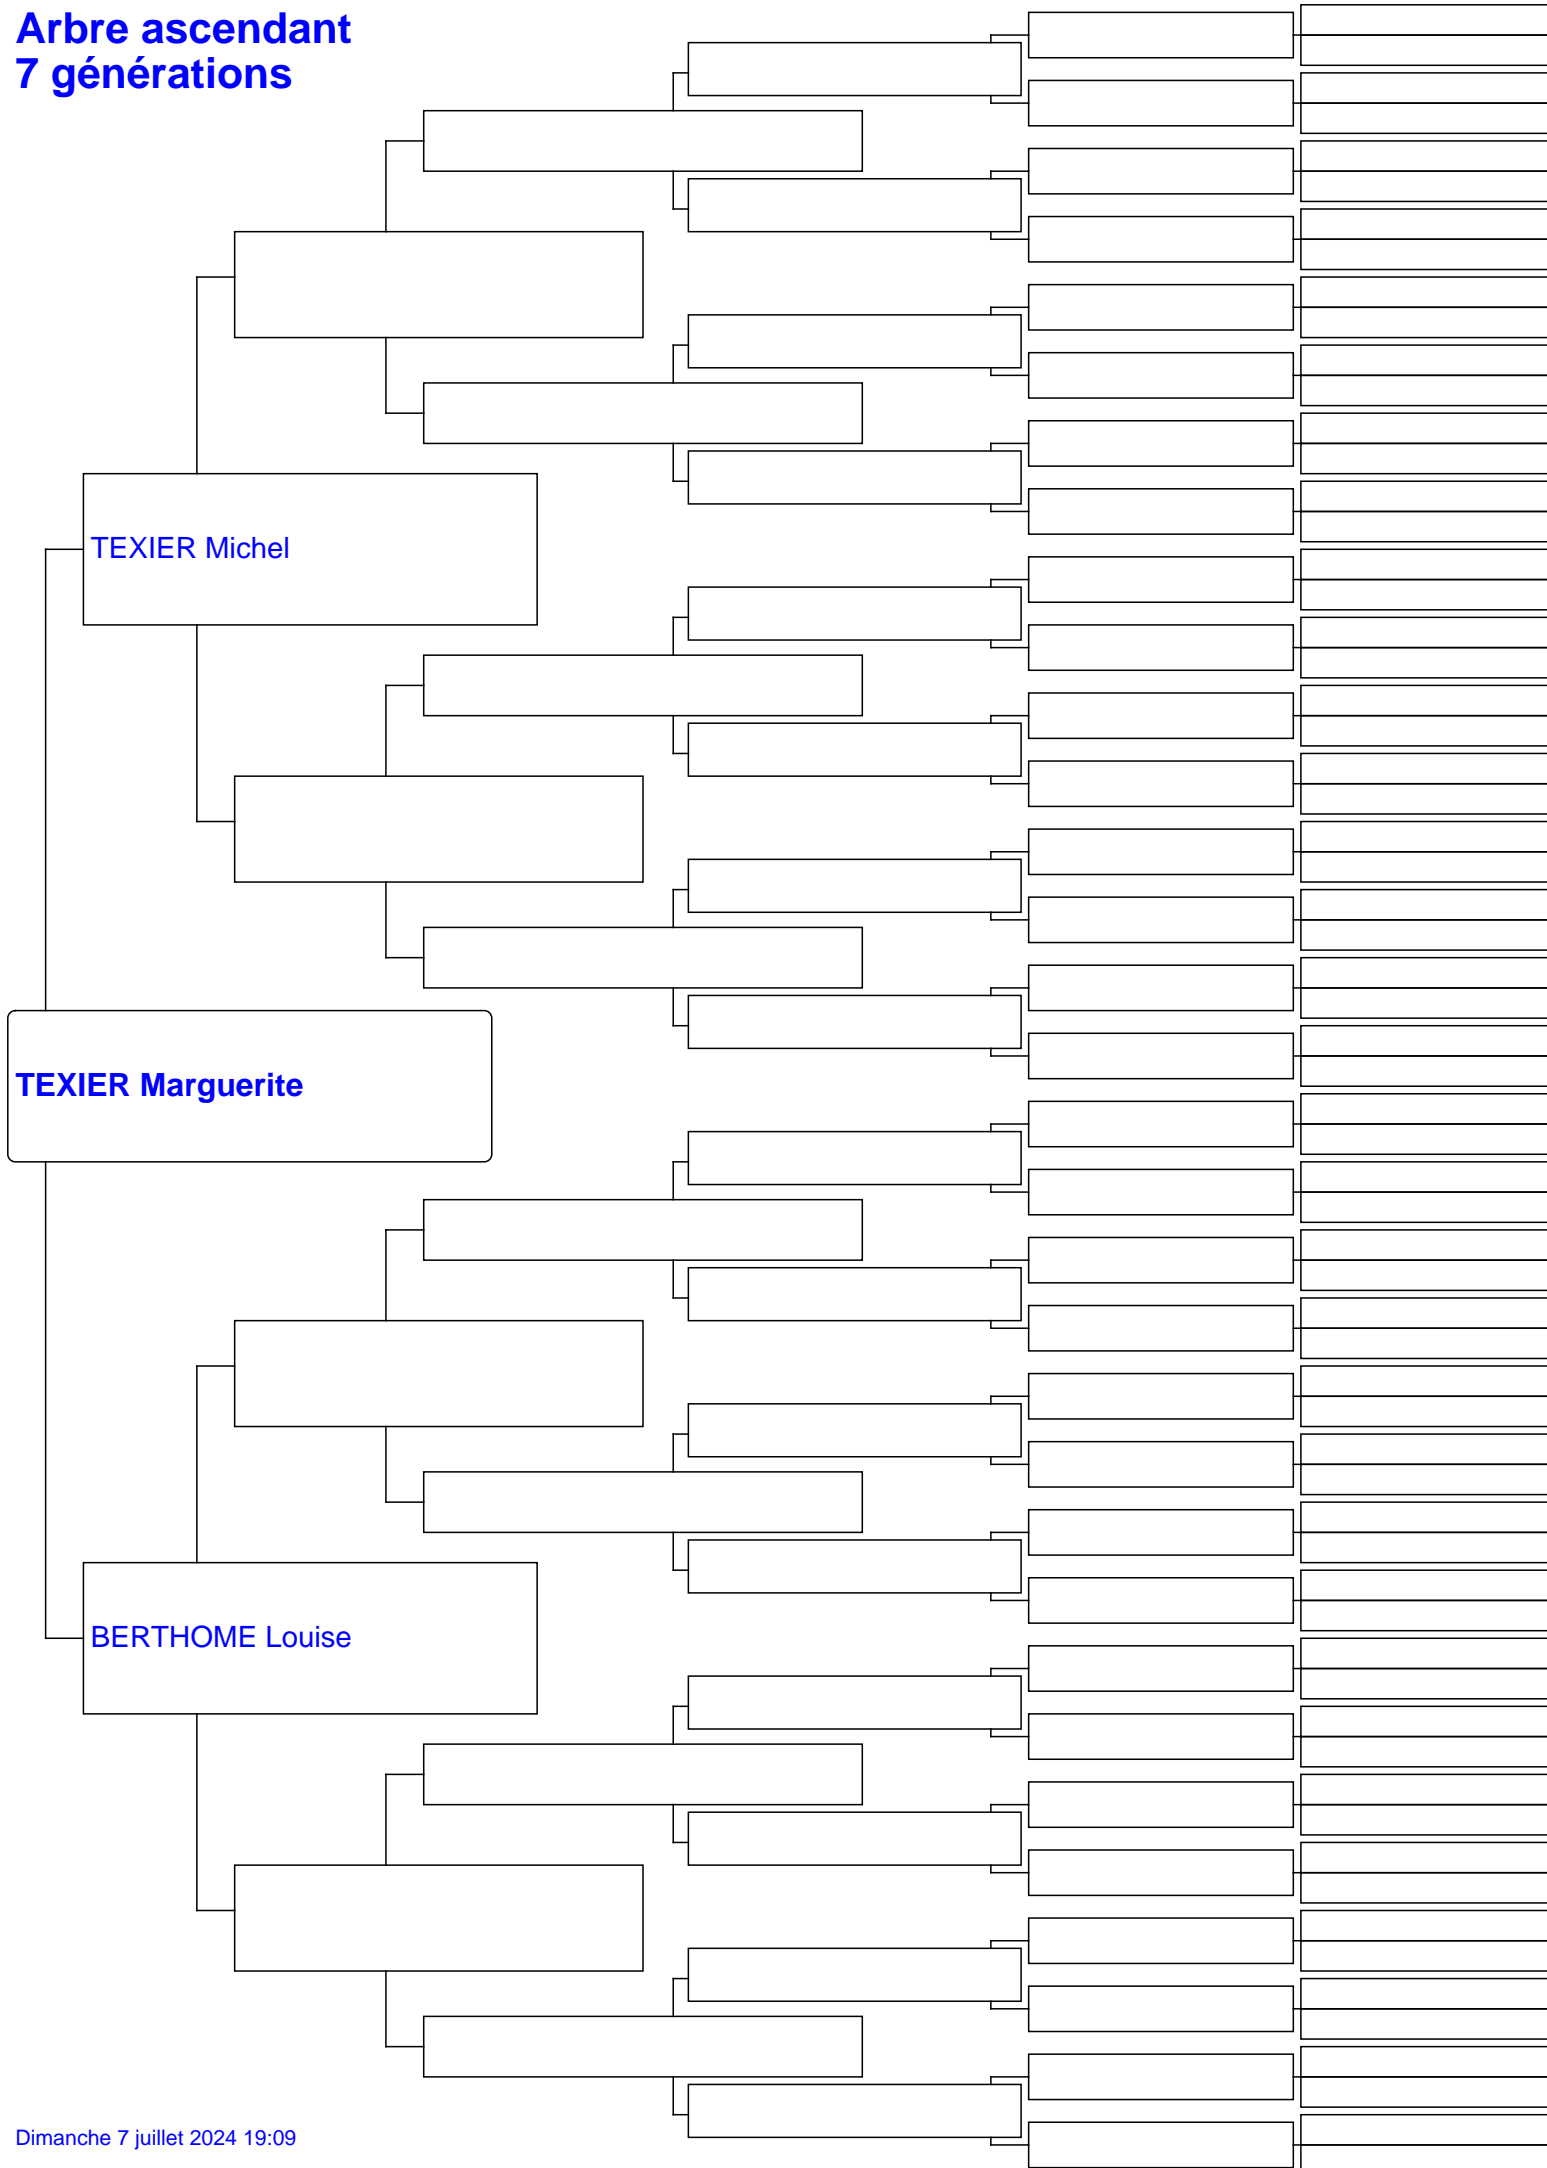 Arbre ascendant
7 générations
TEXIER Michel
TEXIER Marguerite
BERTHOME Louise
Dimanche 7 juillet 2024 19:09